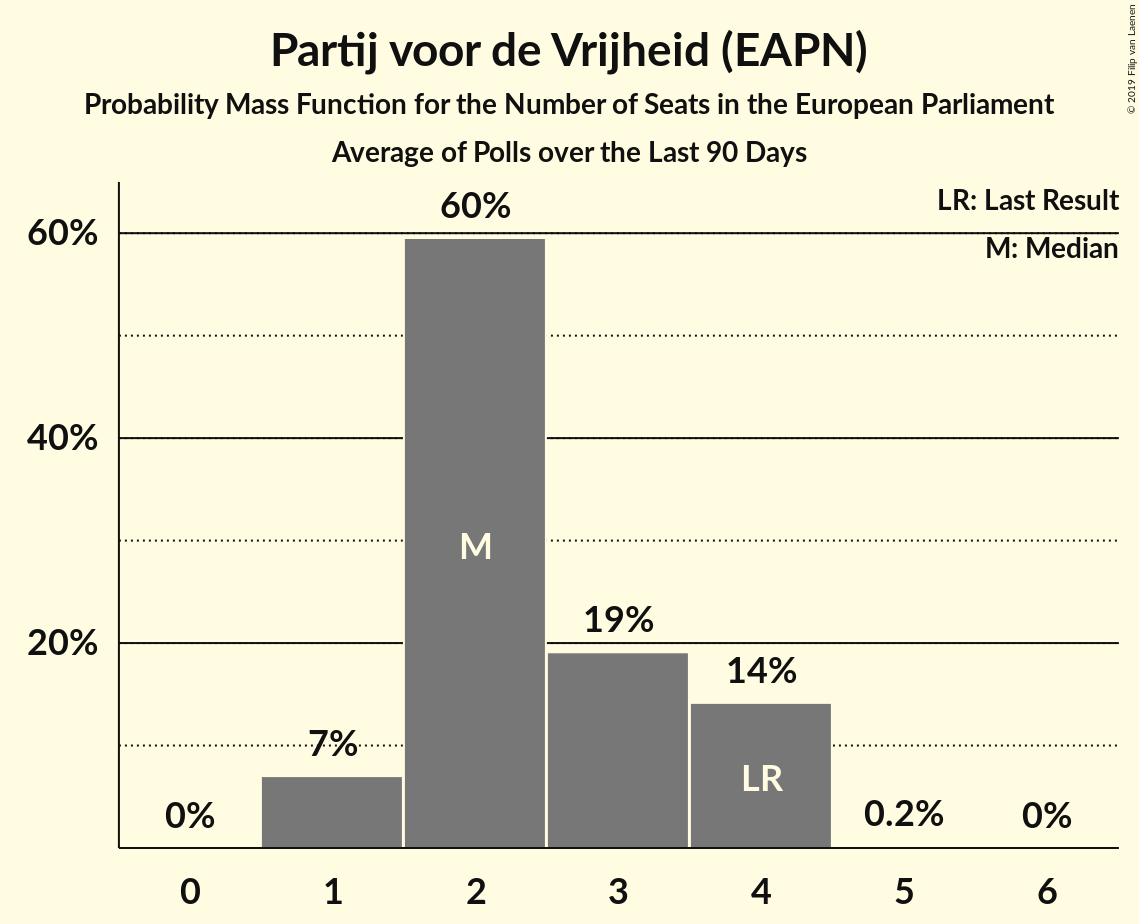 Partij voor de Vrijheid (EAPN)
Probability Mass Function for the Number of Seats in the European Parliament
Average of Polls over the Last 90 Days
© 2019 Filip van Laenen
LR: Last Result
M: Median
60%
40%
20%
0%
7%
60%
M
19%
14%
LR
0.2%
0%
0 1 2 3 4 5 6